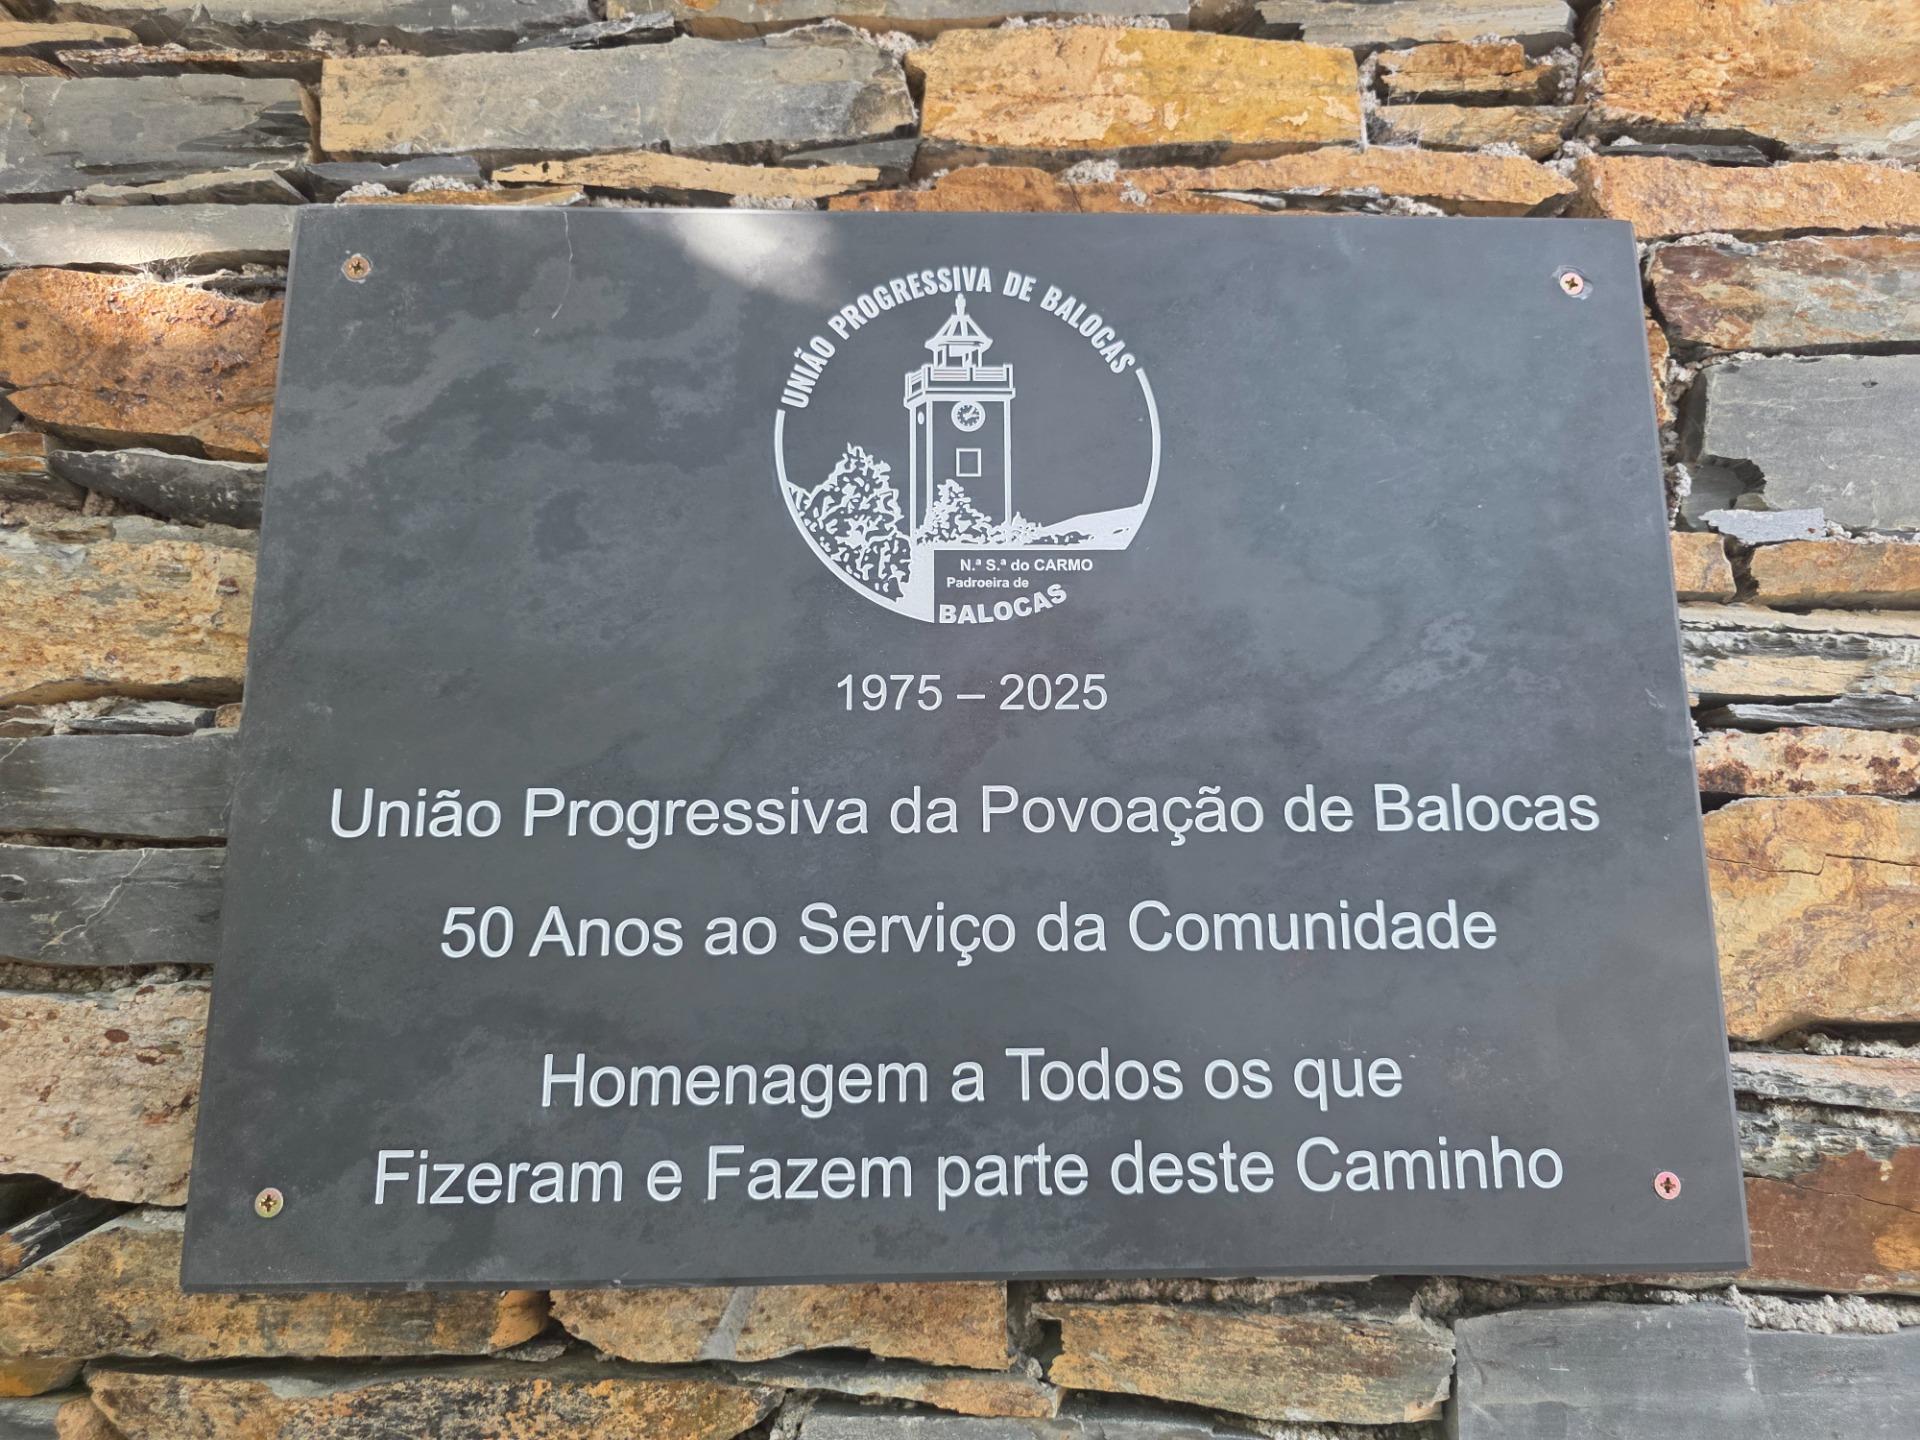 UNIÃO PROGRESSIVA DE BALOCAS
N.ª S.ª do CARMO
Padroeira de
BALOCAS
1975 – 2025
União Progressiva da Povoação de Balocas
50 Anos ao Serviço da Comunidade
Homenagem a Todos os que
Fizeram e Fazem parte deste Caminho